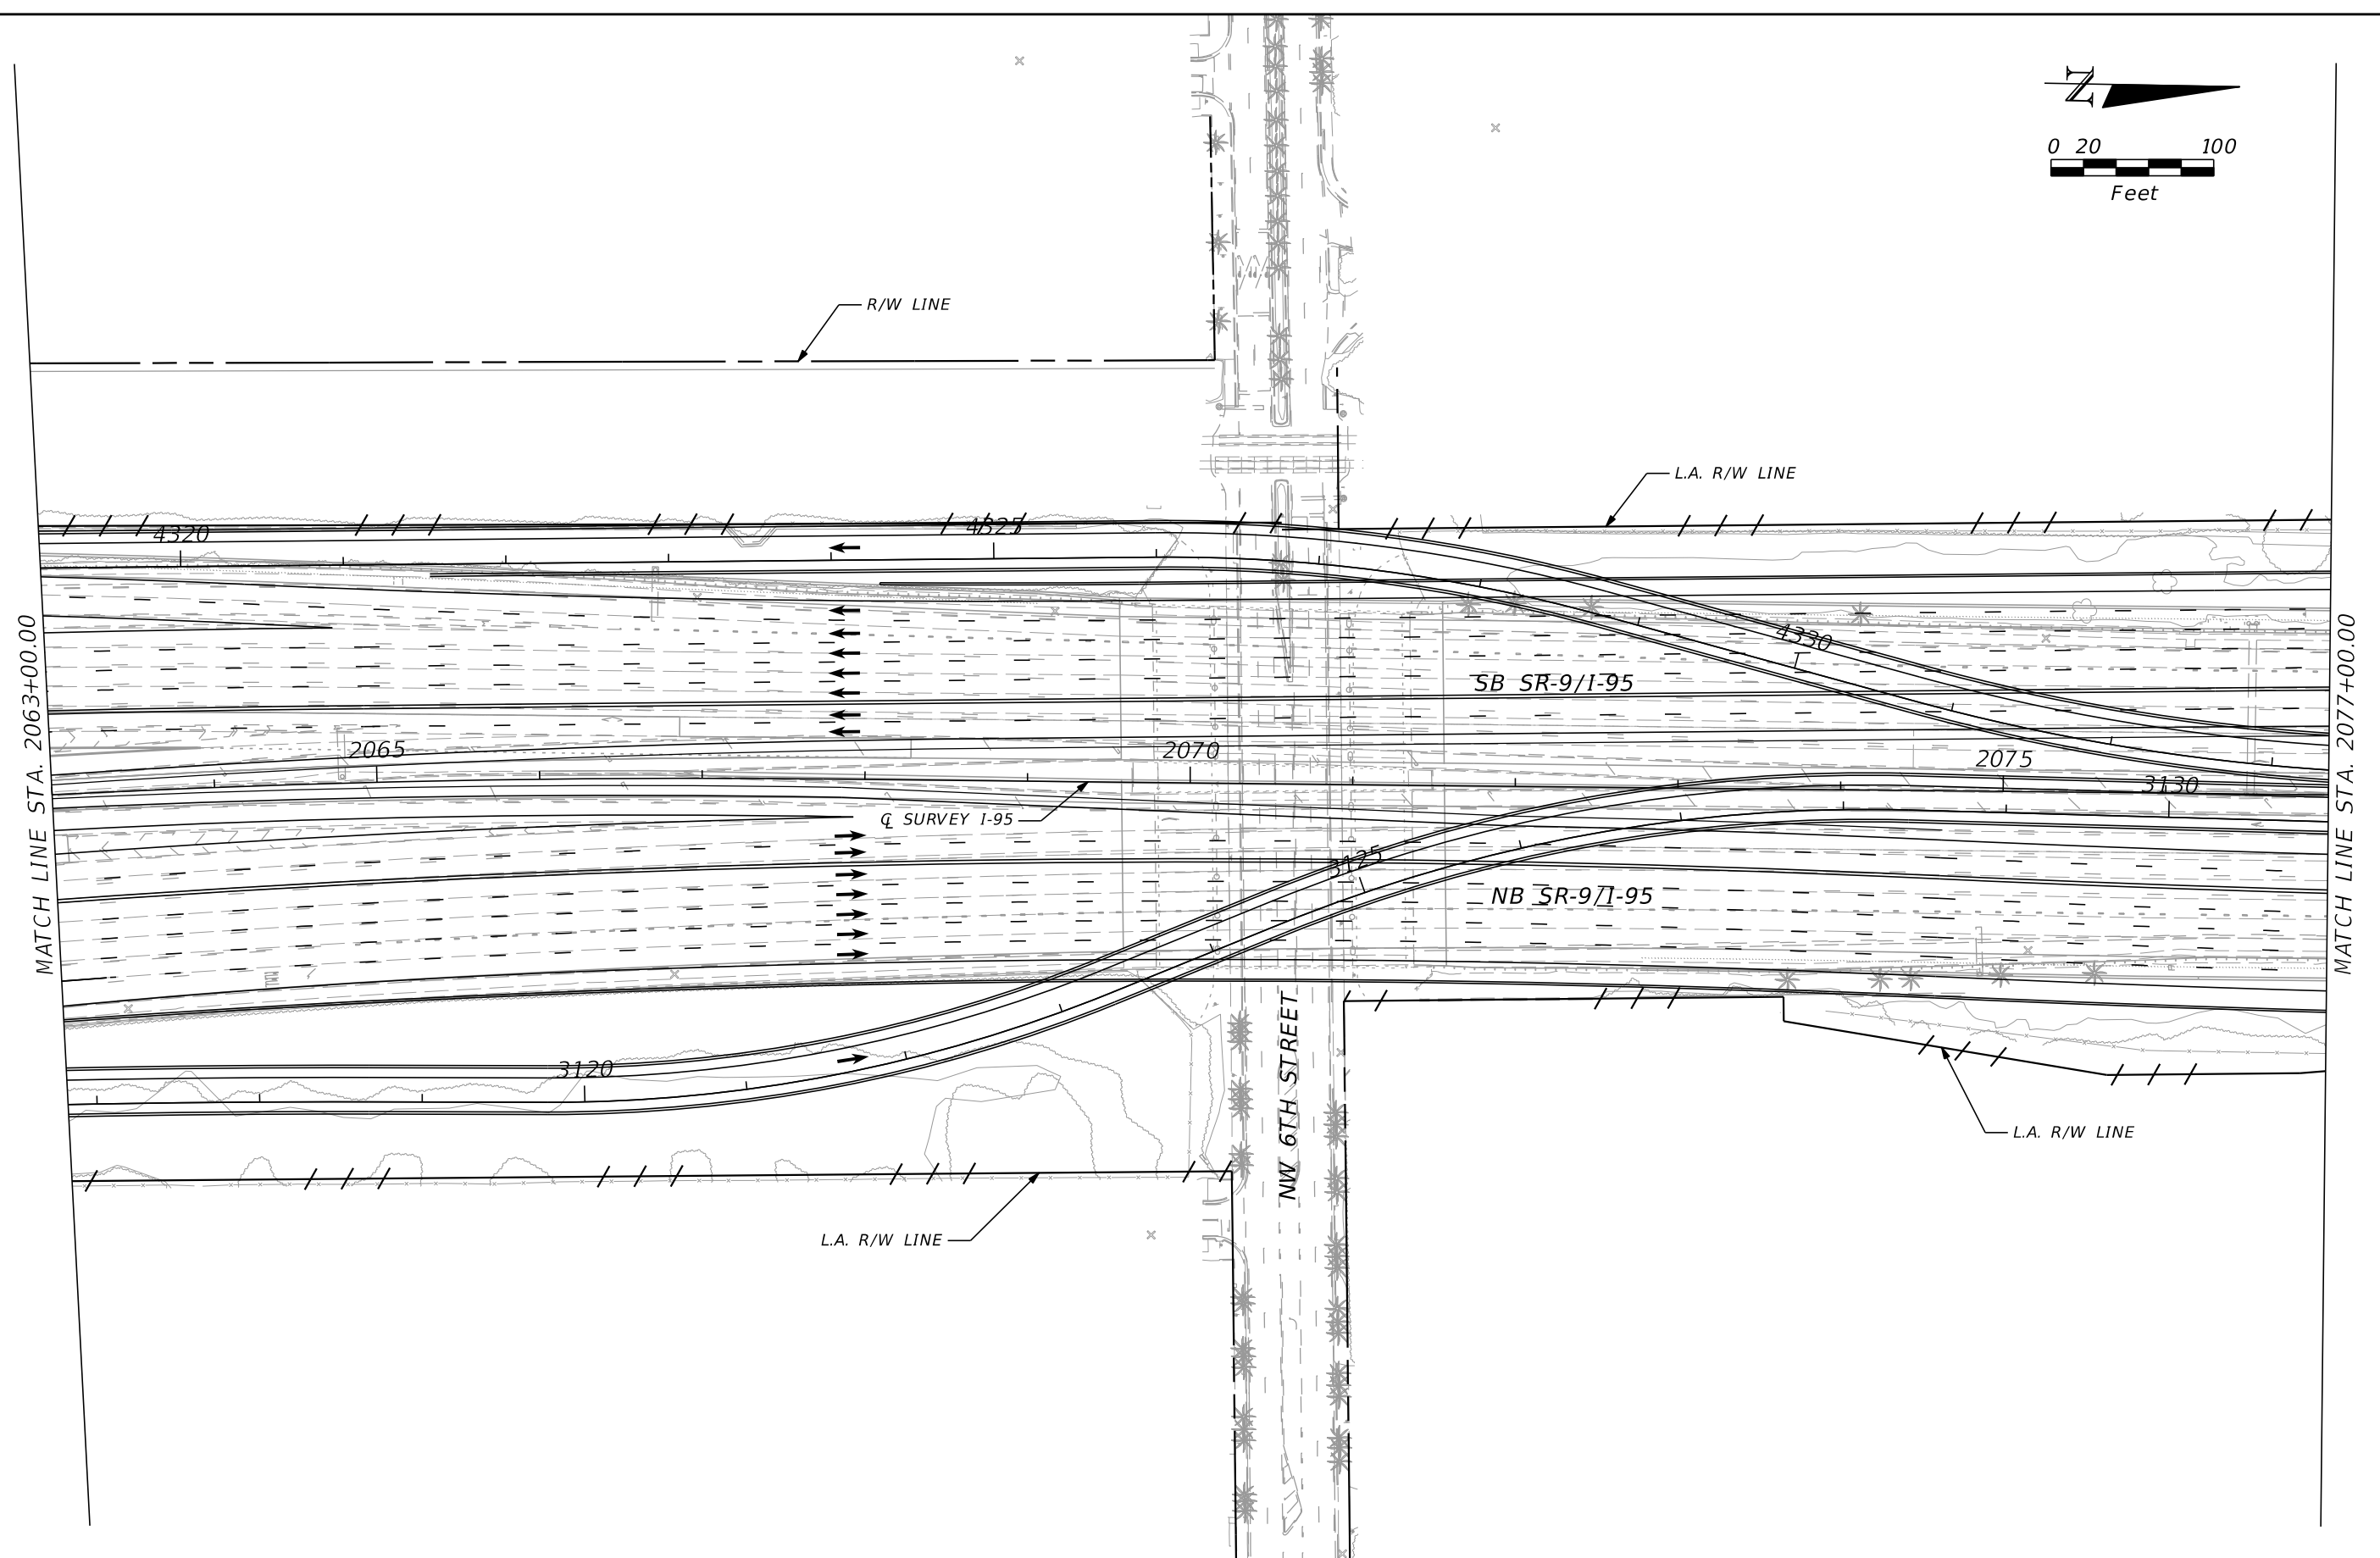 N
0 20 100
Feet
R/W LINE
L.A. R/W LINE
4320
4325
4330
SB SR-9/I-95
MATCH LINE STA. 2063+00.00
MATCH LINE STA. 2077+00.00
2065
2070
2075
3130
℄ SURVEY I-95
3125
NB SR-9/I-95
3120
NW 6TH STREET
L.A. R/W LINE
L.A. R/W LINE